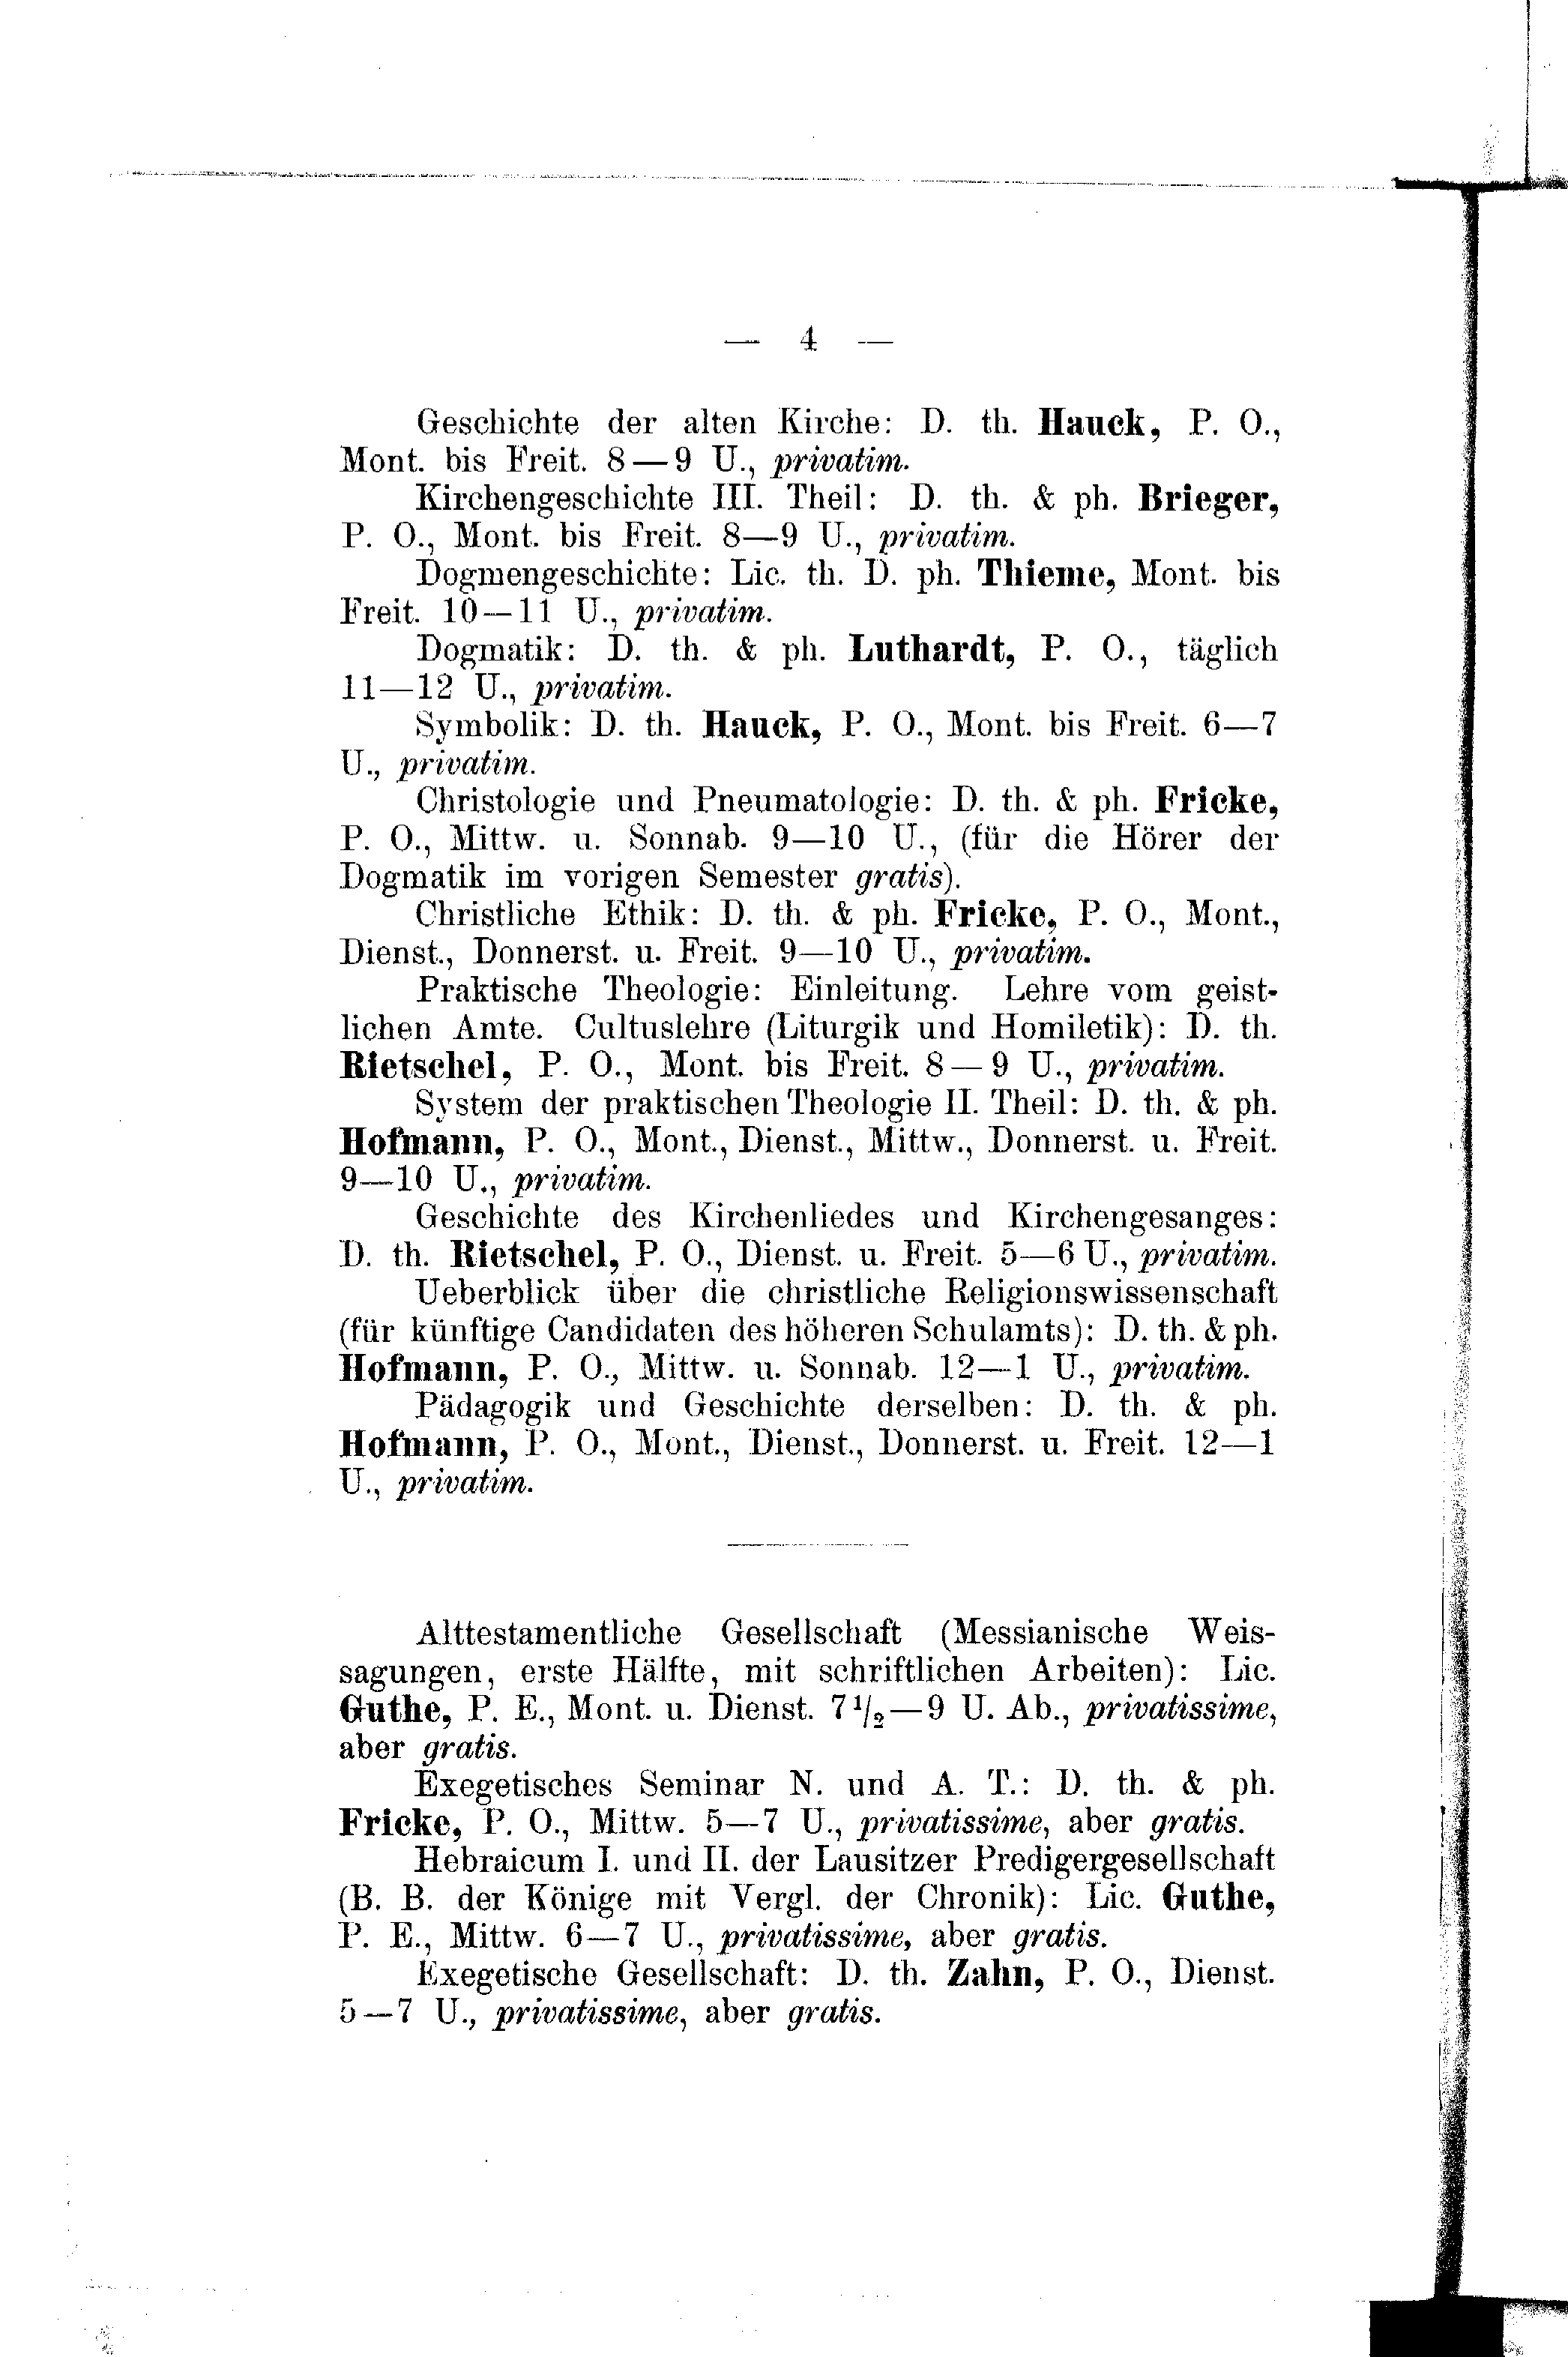 — 4 —
Geschichte der alten Kirche: D. th. Hauck, P. O.,
Mont. bis Freit. 8—9 U., privatim.
Kirchengeschichte III. Theil: D. th. & ph. Brieger,
P. O., Mont. bis Freit. 8—9 U., privatim.
Dogmengeschichte: Lic. th. D. ph. Thieme, Mont. bis
Freit. 10—11 U., privatim.
Dogmatik: D. th. & ph. Luthardt, P. O., täglich
11—12 U., privatim.
Symbolik: D. th. Hauck, P. O., Mont. bis Freit. 6—7
U., privatim.
Christologie und Pneumatologie: D. th. & ph. Fricke,
P. O., Mittw. u. Sonnab. 9—10 U., (für die Hörer der
Dogmatik im vorigen Semester gratis).
Christliche Ethik: D. th. & ph. Fricke, P. O., Mont.,
Dienst., Donnerst. u. Freit. 9—10 U., privatim.
Praktische Theologie: Einleitung. Lehre vom geist-
lichen Amte. Cultuslehre (Liturgik und Homiletik): D. th.
Rietschel, P. O., Mont. bis Freit. 8—9 U., privatim.
System der praktischen Theologie II. Theil: D. th. & ph.
Hofmann, P. O., Mont., Dienst., Mittw., Donnerst. u. Freit.
9—10 U., privatim.
Geschichte des Kirchenliedes und Kirchengesanges:
D. th. Rietschel, P. O., Dienst. u. Freit. 5—6 U., privatim.
Ueberblick über die christliche Religionswissenschaft
(für künftige Candidaten des höheren Schulamts): D. th. & ph.
Hofmann, P. O., Mittw. u. Sonnab. 12—1 U., privatim.
Pädagogik und Geschichte derselben: D. th. & ph.
Hofmann, P. O., Mont., Dienst., Donnerst. u. Freit. 12—1
U., privatim.
Alttestamentliche Gesellschaft (Messianische Weis-
sagungen, erste Hälfte, mit schriftlichen Arbeiten): Lic.
Guthe, P. E., Mont. u. Dienst. 7 1/2—9 U. Ab., privatissime,
aber gratis.
Exegetisches Seminar N. und A. T.: D. th. & ph.
Fricke, P. O., Mittw. 5—7 U., privatissime, aber gratis.
Hebraicum I. und II. der Lausitzer Predigergesellschaft
(B. B. der Könige mit Vergl. der Chronik): Lic. Guthe,
P. E., Mittw. 6—7 U., privatissime, aber gratis.
Exegetische Gesellschaft: D. th. Zahn, P. O., Dienst.
5—7 U., privatissime, aber gratis.